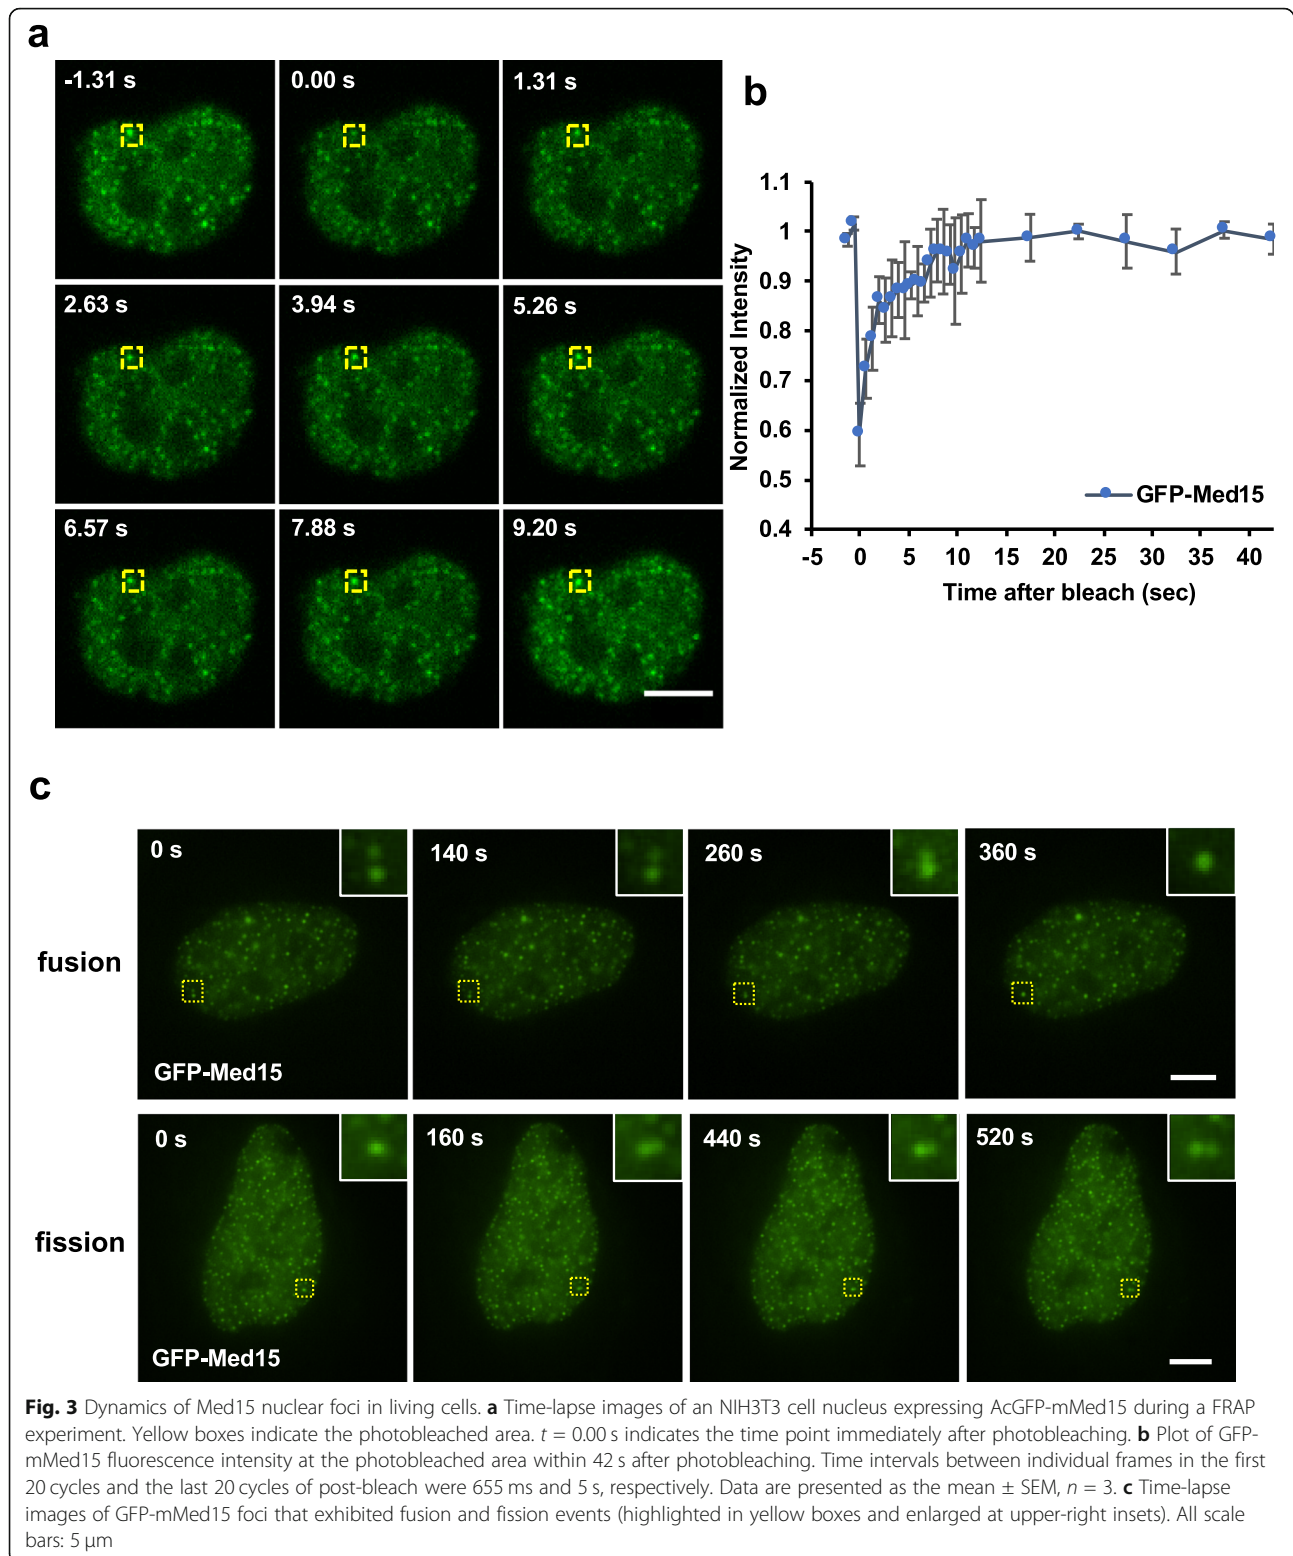 a
-1.31 s
0.00 s
1.31 s
2.63 s
3.94 s
5.26 s
6.57 s
7.88 s
9.20 s
b
Normalized Intensity
1.1
1
0.9
0.8
0.7
0.6
0.5
0.4
-5 0 5 10 15 20 25 30 35 40
Time after bleach (sec)
GFP-Med15
c
fusion
0 s
140 s
260 s
360 s
GFP-Med15
fission
0 s
160 s
440 s
520 s
GFP-Med15
Fig. 3 Dynamics of Med15 nuclear foci in living cells. a Time-lapse images of an NIH3T3 cell nucleus expressing AcGFP-mMed15 during a FRAP
experiment. Yellow boxes indicate the photobleached area. t = 0.00 s indicates the time point immediately after photobleaching. b Plot of GFP-
mMed15 fluorescence intensity at the photobleached area within 42 s after photobleaching. Time intervals between individual frames in the first
20 cycles and the last 20 cycles of post-bleach were 655 ms and 5 s, respectively. Data are presented as the mean ± SEM, n = 3. c Time-lapse
images of GFP-mMed15 foci that exhibited fusion and fission events (highlighted in yellow boxes and enlarged at upper-right insets). All scale
bars: 5 μm